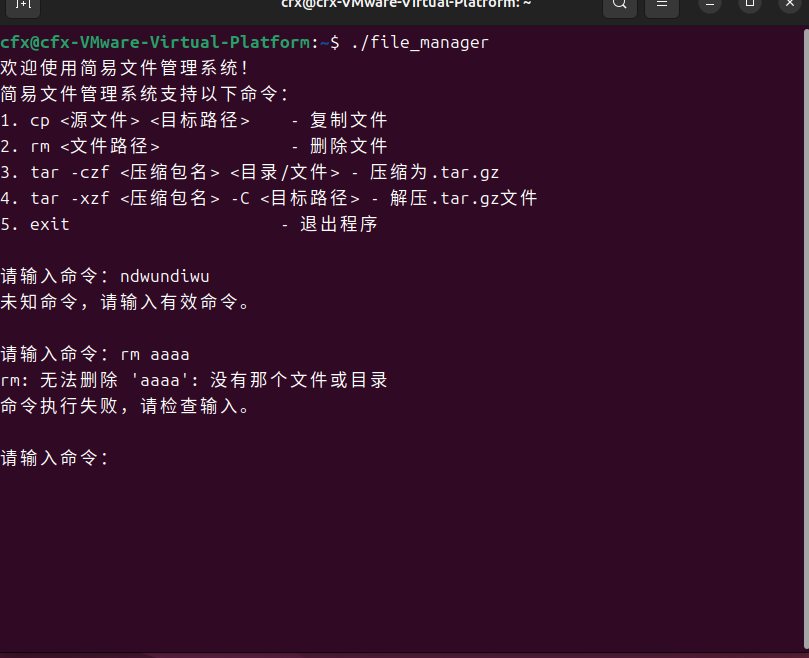 cfx@cfx-VMware-Virtual-Platform: ~
cfx@cfx-VMware-Virtual-Platform:~$ ./file_manager
欢迎使用简易文件管理系统！
简易文件管理系统支持以下命令：
1. cp <源文件> <目标路径>    - 复制文件
2. rm <文件路径>             - 删除文件
3. tar -czf <压缩包名> <目录/文件> - 压缩为.tar.gz
4. tar -xzf <压缩包名> -C <目标路径> - 解压.tar.gz文件
5. exit                     - 退出程序
请输入命令：ndwundiwu
未知命令，请输入有效命令。
请输入命令：rm aaaa
rm: 无法删除 'aaaa': 没有那个文件或目录
命令执行失败，请检查输入。
请输入命令：